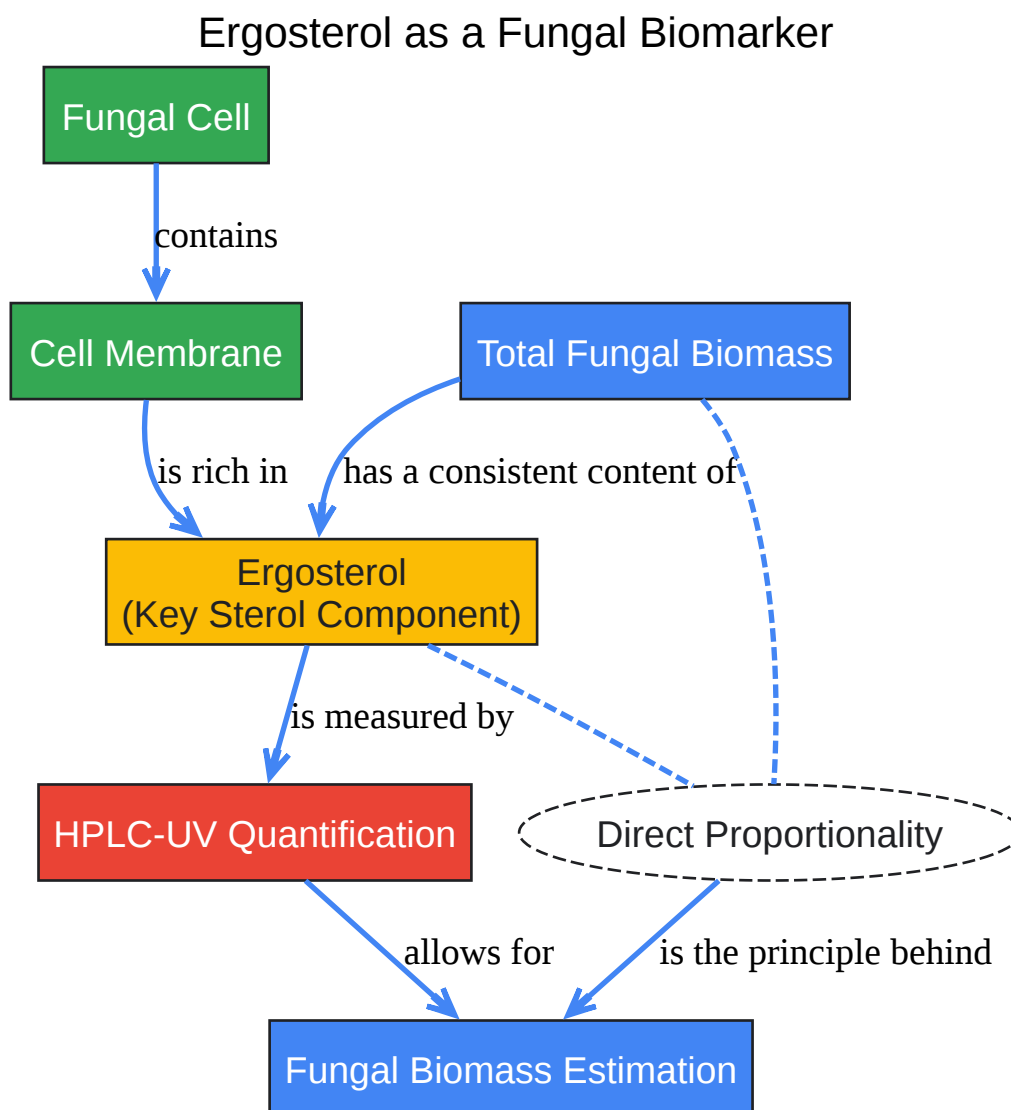 Ergosterol as a Fungal Biomarker
Fungal Cell
contains
Cell Membrane
Total Fungal Biomass
is rich in
has a consistent content of
Ergosterol
(Key Sterol Component)
is measured by
HPLC-UV Quantification
Direct Proportionality
allows for
is the principle behind
Fungal Biomass Estimation